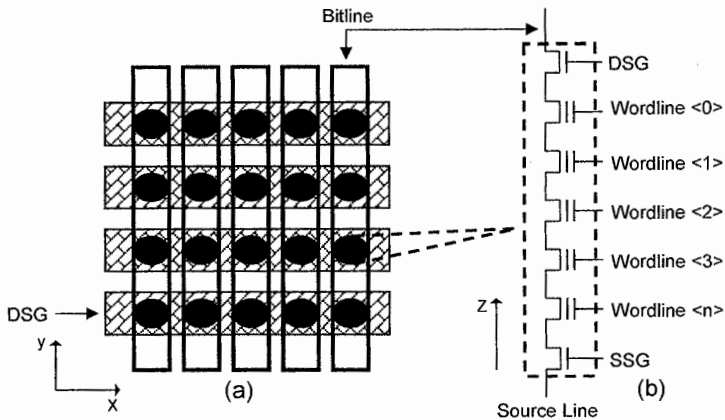 Bitline
DSG
Wordline <0>
Wordline <1>
Wordline <2>
Wordline <3>
Wordline <n>
SSG
Source Line
Z
(b)
DSG
y
x
(a)